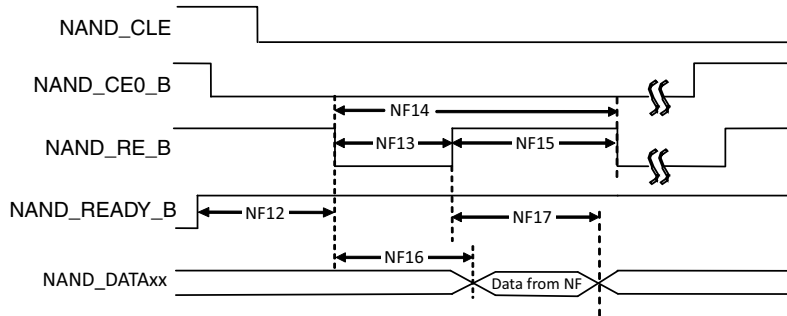 NAND_CLE
NAND_CE0_B
NF14
NAND_RE_B
NF13
NF15
NAND_READY_B
NF12
NF17
NF16
NAND_DATAxx
Data from NF